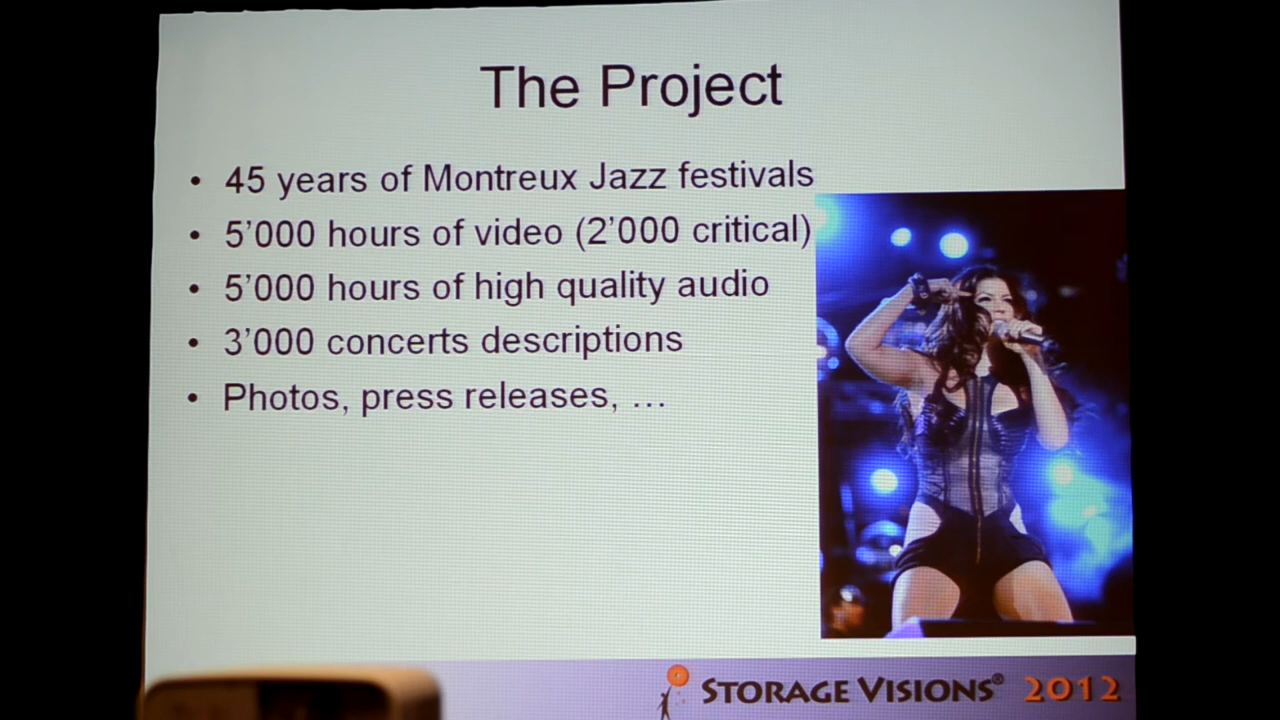 The Project
• 45 years of Montreux Jazz festivals
• 5’000 hours of video (2’000 critical)
• 5’000 hours of high quality audio
• 3’000 concerts descriptions
• Photos, press releases, …
STORAGE VISIONS® 2012